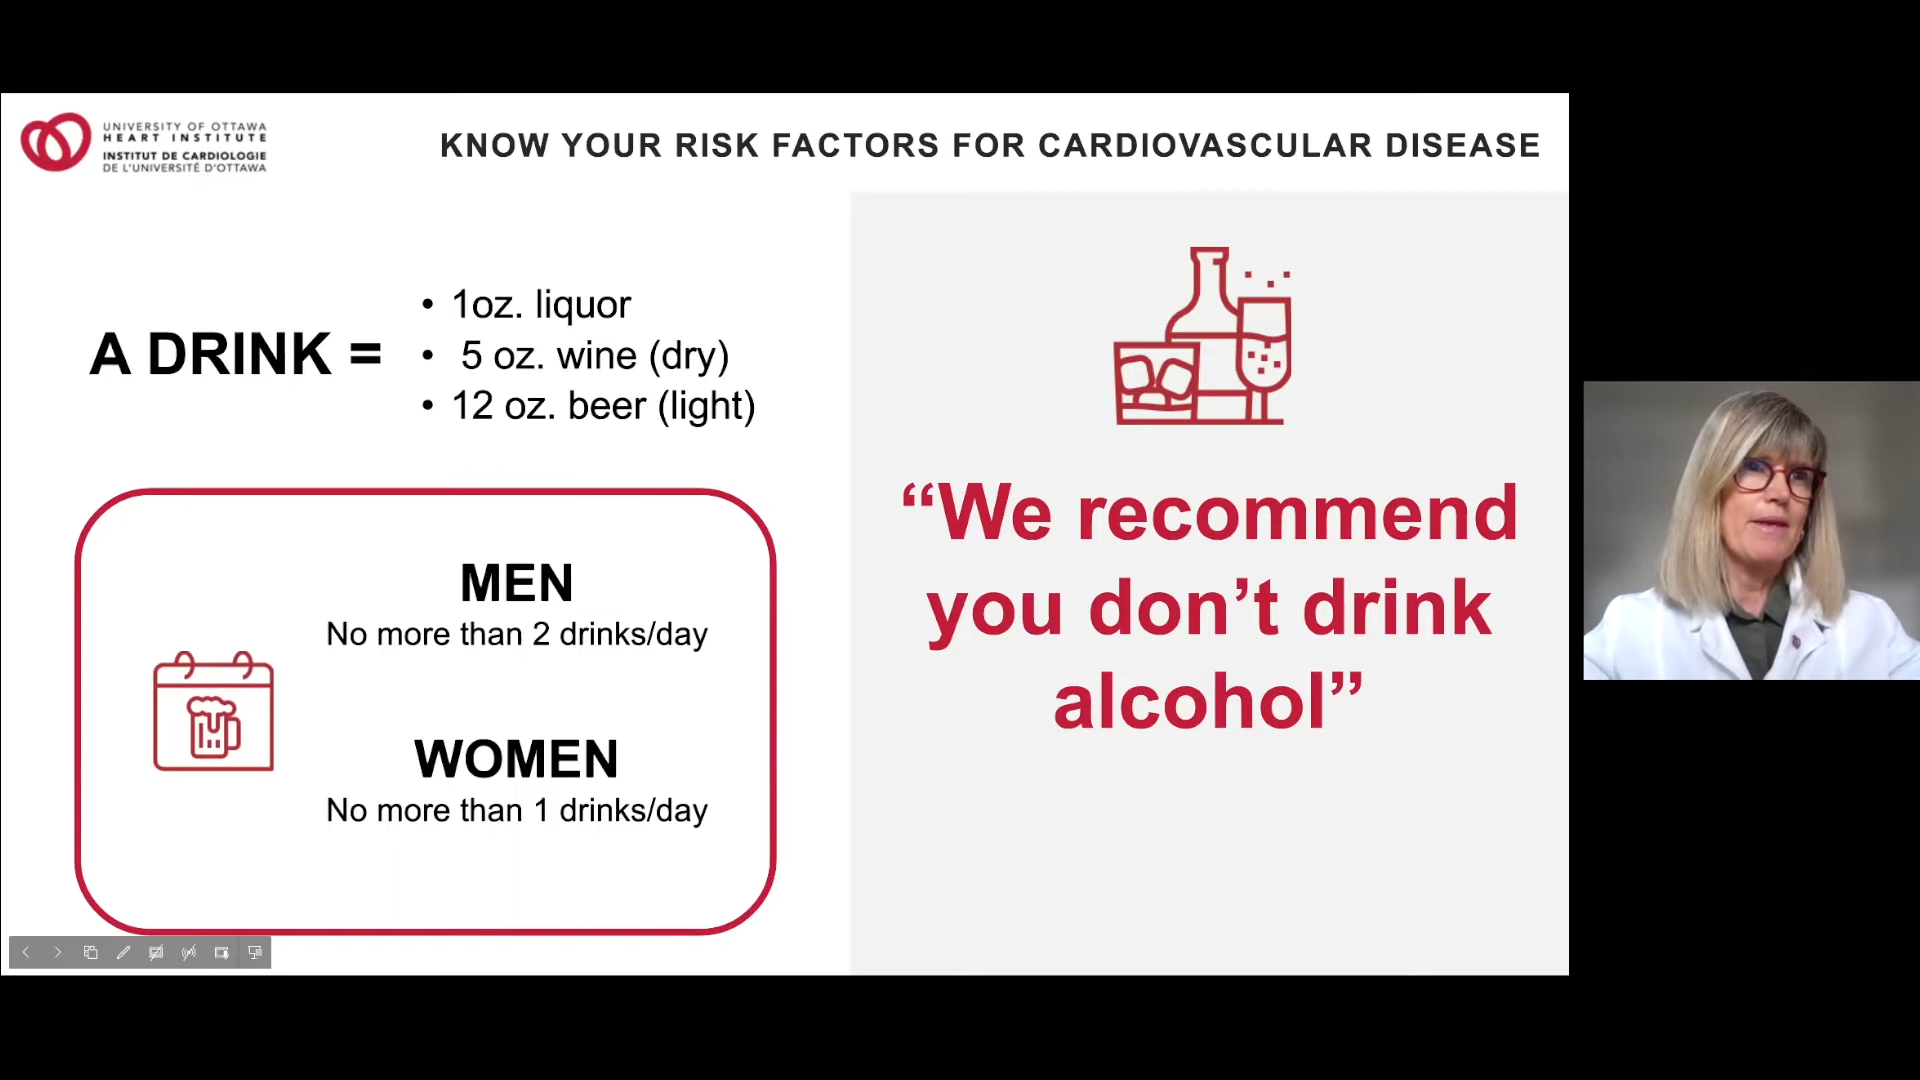 UNIVERSITY OF OTTAWA
HEART INSTITUTE
INSTITUT DE CARDIOLOGIE
DE L'UNIVERSITÉ D'OTTAWA
KNOW YOUR RISK FACTORS FOR CARDIOVASCULAR DISEASE
A DRINK =
• 1oz. liquor
• 5 oz. wine (dry)
• 12 oz. beer (light)
MEN
No more than 2 drinks/day
WOMEN
No more than 1 drinks/day
“We recommend
you don’t drink
alcohol”